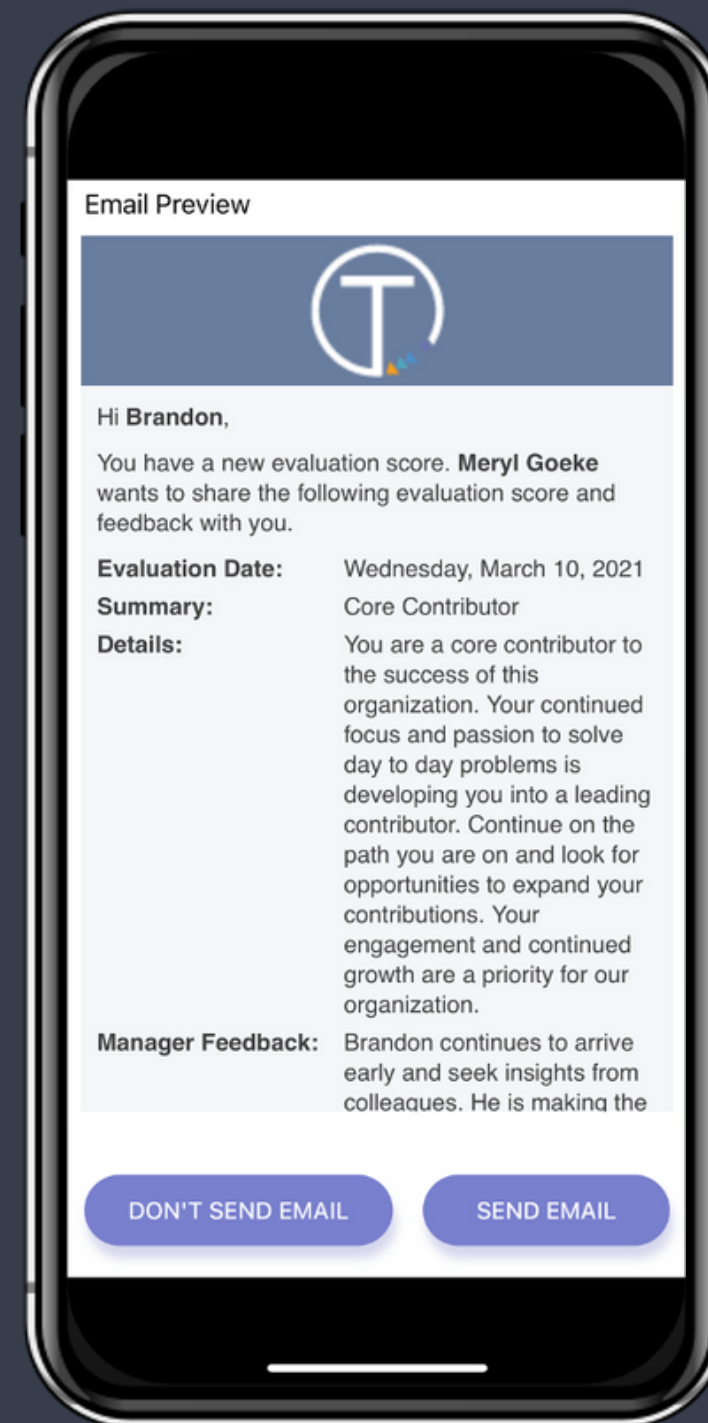 Email Preview
T
Hi Brandon,
You have a new evaluation score. Meryl Goeke
wants to share the following evaluation score and
feedback with you.
Evaluation Date: Wednesday, March 10, 2021
Summary: Core Contributor
Details: You are a core contributor to
the success of this
organization. Your continued
focus and passion to solve
day to day problems is
developing you into a leading
contributor. Continue on the
path you are on and look for
opportunities to expand your
contributions. Your
engagement and continued
growth are a priority for our
organization.
Manager Feedback: Brandon continues to arrive
early and seek insights from
colleagues. He is making the
DON'T SEND EMAIL SEND EMAIL